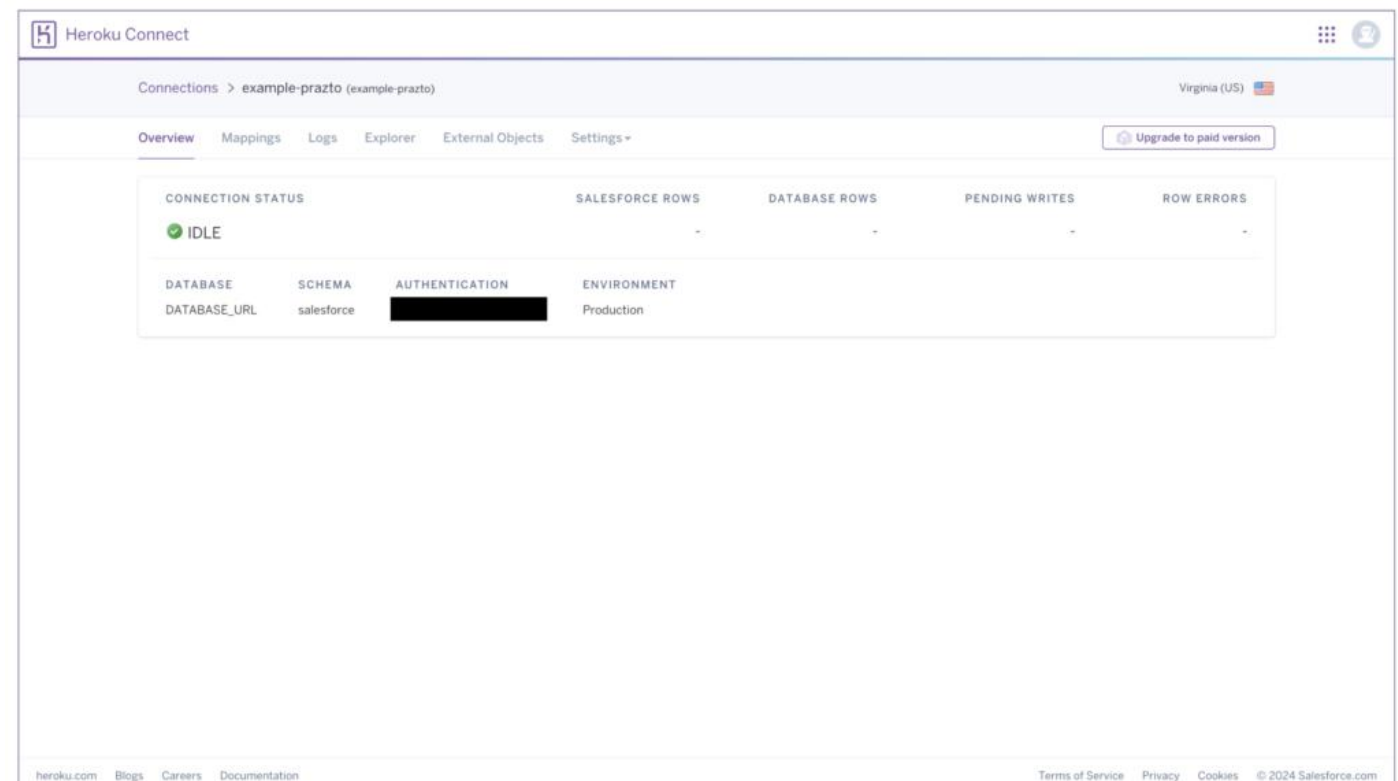 Heroku Connect
Connections > example-prazto (example-prazto) Virginia (US)
Overview Mappings Logs Explorer External Objects Settings Upgrade to paid version
CONNECTION STATUS SALESFORCE ROWS DATABASE ROWS PENDING WRITES ROW ERRORS
IDLE - - - -
DATABASE SCHEMA AUTHENTICATION ENVIRONMENT
DATABASE_URL salesforce Production
heroku.com Blogs Careers Documentation Terms of Service Privacy Cookies © 2024 Salesforce.com